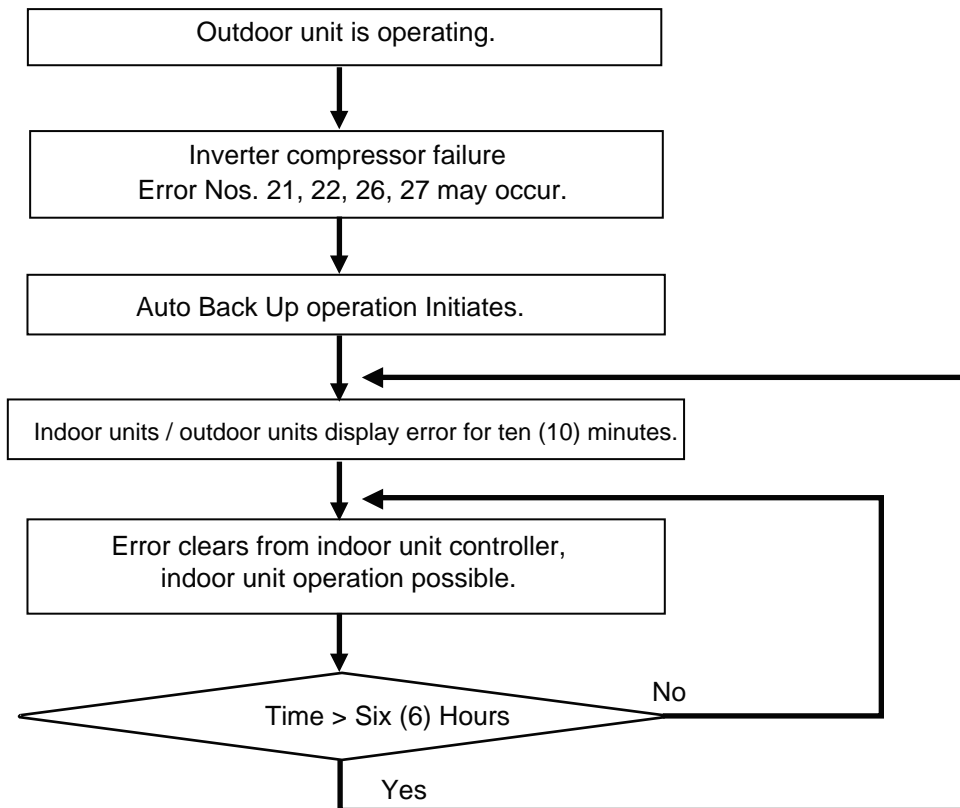 Outdoor unit is operating.
Inverter compressor failure
Error Nos. 21, 22, 26, 27 may occur.
Auto Back Up operation Initiates.
Indoor units / outdoor units display error for ten (10) minutes.
Error clears from indoor unit controller,
indoor unit operation possible.
Time > Six (6) Hours
No
Yes